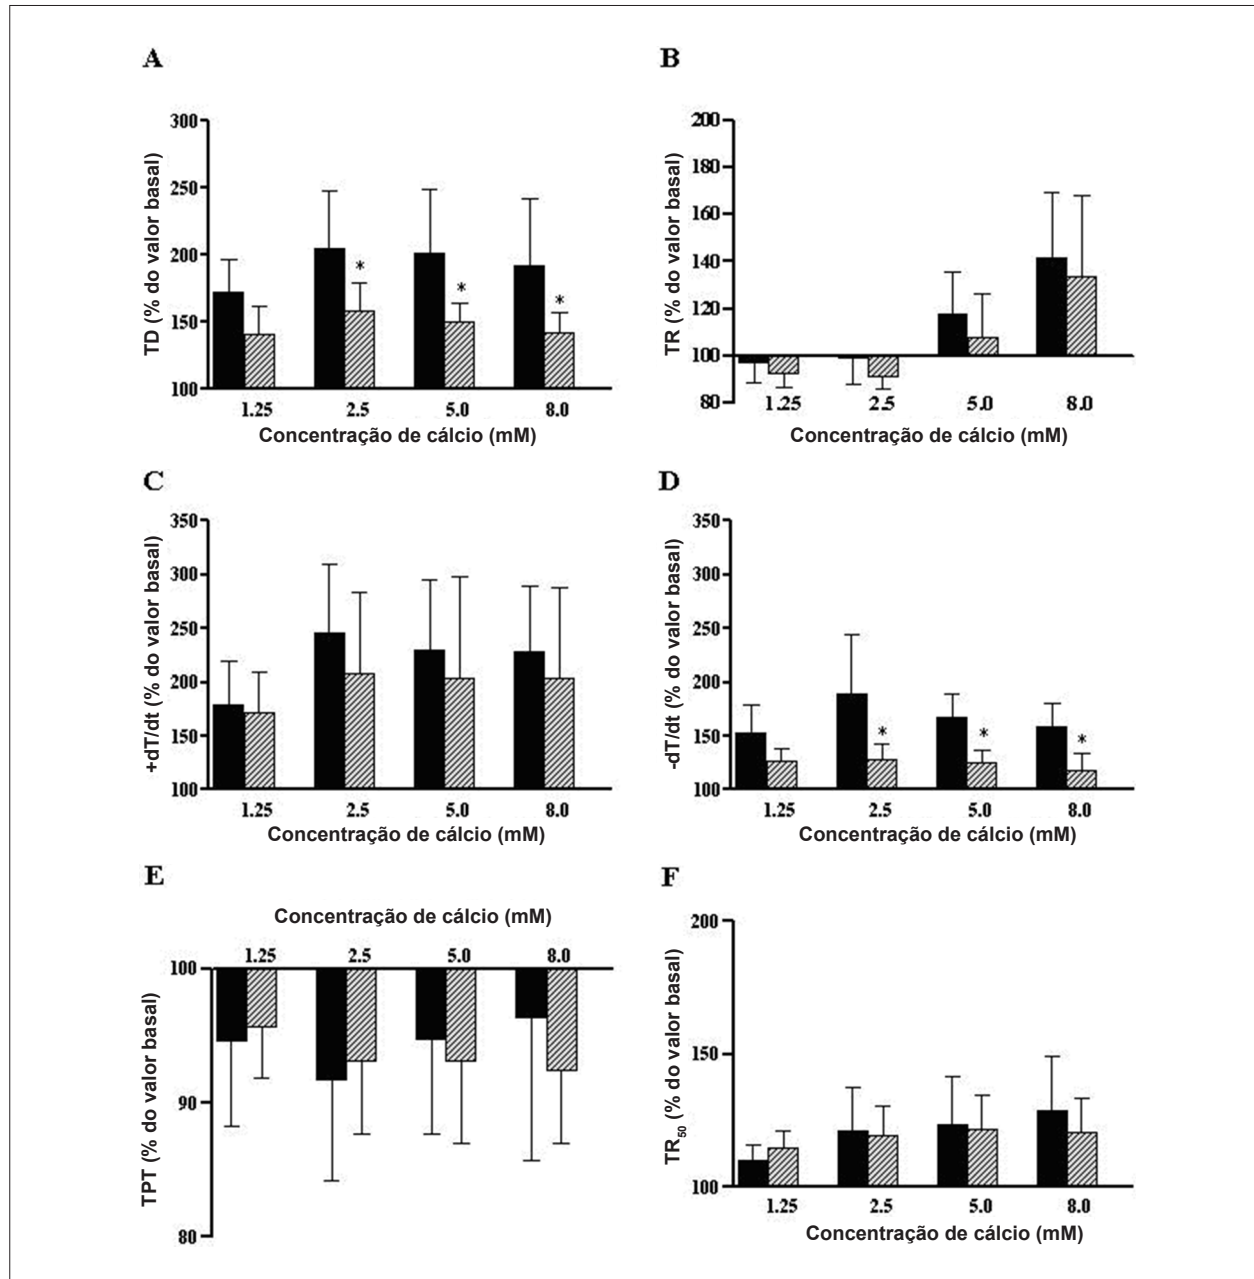 A
TD (% do valor basal)
300
250
200
150
100
*
*
*
1.25 2.5 5.0 8.0
Concentração de cálcio (mM)
B
TR (% do valor basal)
200
180
160
140
120
100
80
1.25 2.5 5.0 8.0
Concentração de cálcio (mM)
C
+dT/dt (% do valor basal)
350
300
250
200
150
100
1.25 2.5 5.0 8.0
Concentração de cálcio (mM)
D
-dT/dt (% do valor basal)
350
300
250
200
150
100
*
*
*
1.25 2.5 5.0 8.0
Concentração de cálcio (mM)
E
Concentração de cálcio (mM)
1.25 2.5 5.0 8.0
TPT (% do valor basal)
100
90
80
F
TR50 (% do valor basal)
200
150
100
1.25 2.5 5.0 8.0
Concentração de cálcio (mM)